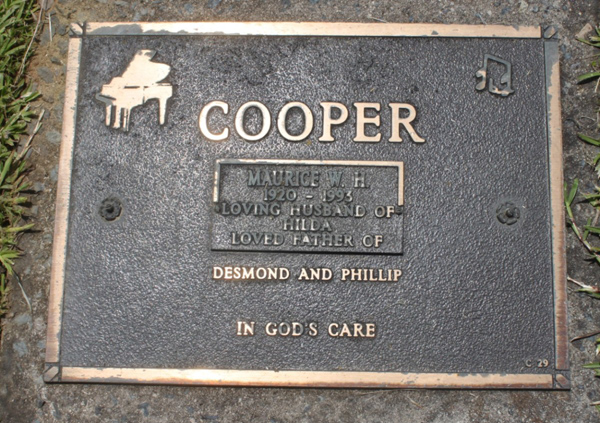 COOPER
MAURICE W. H.
1920 - 1993
LOVING HUSBAND OF
HILDA
LOVED FATHER OF
DESMOND AND PHILLIP
IN GOD'S CARE
C 29